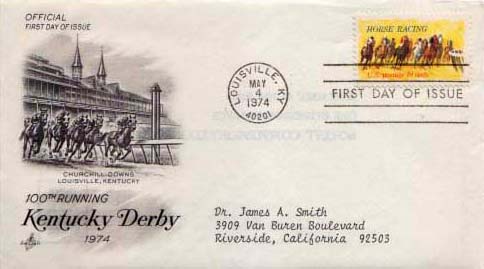 OFFICIAL
FIRST DAY OF ISSUE
CHURCHILL DOWNS
LOUISVILLE, KENTUCKY
100TH RUNNING
Kentucky Derby
1974
ArtCraft
LOUISVILLE, KY
MAY
4
1974
40201
HORSE RACING
U.S. postage 10 cents
FIRST DAY OF ISSUE
Dr. James A. Smith
3909 Van Buren Boulevard
Riverside, California 92503